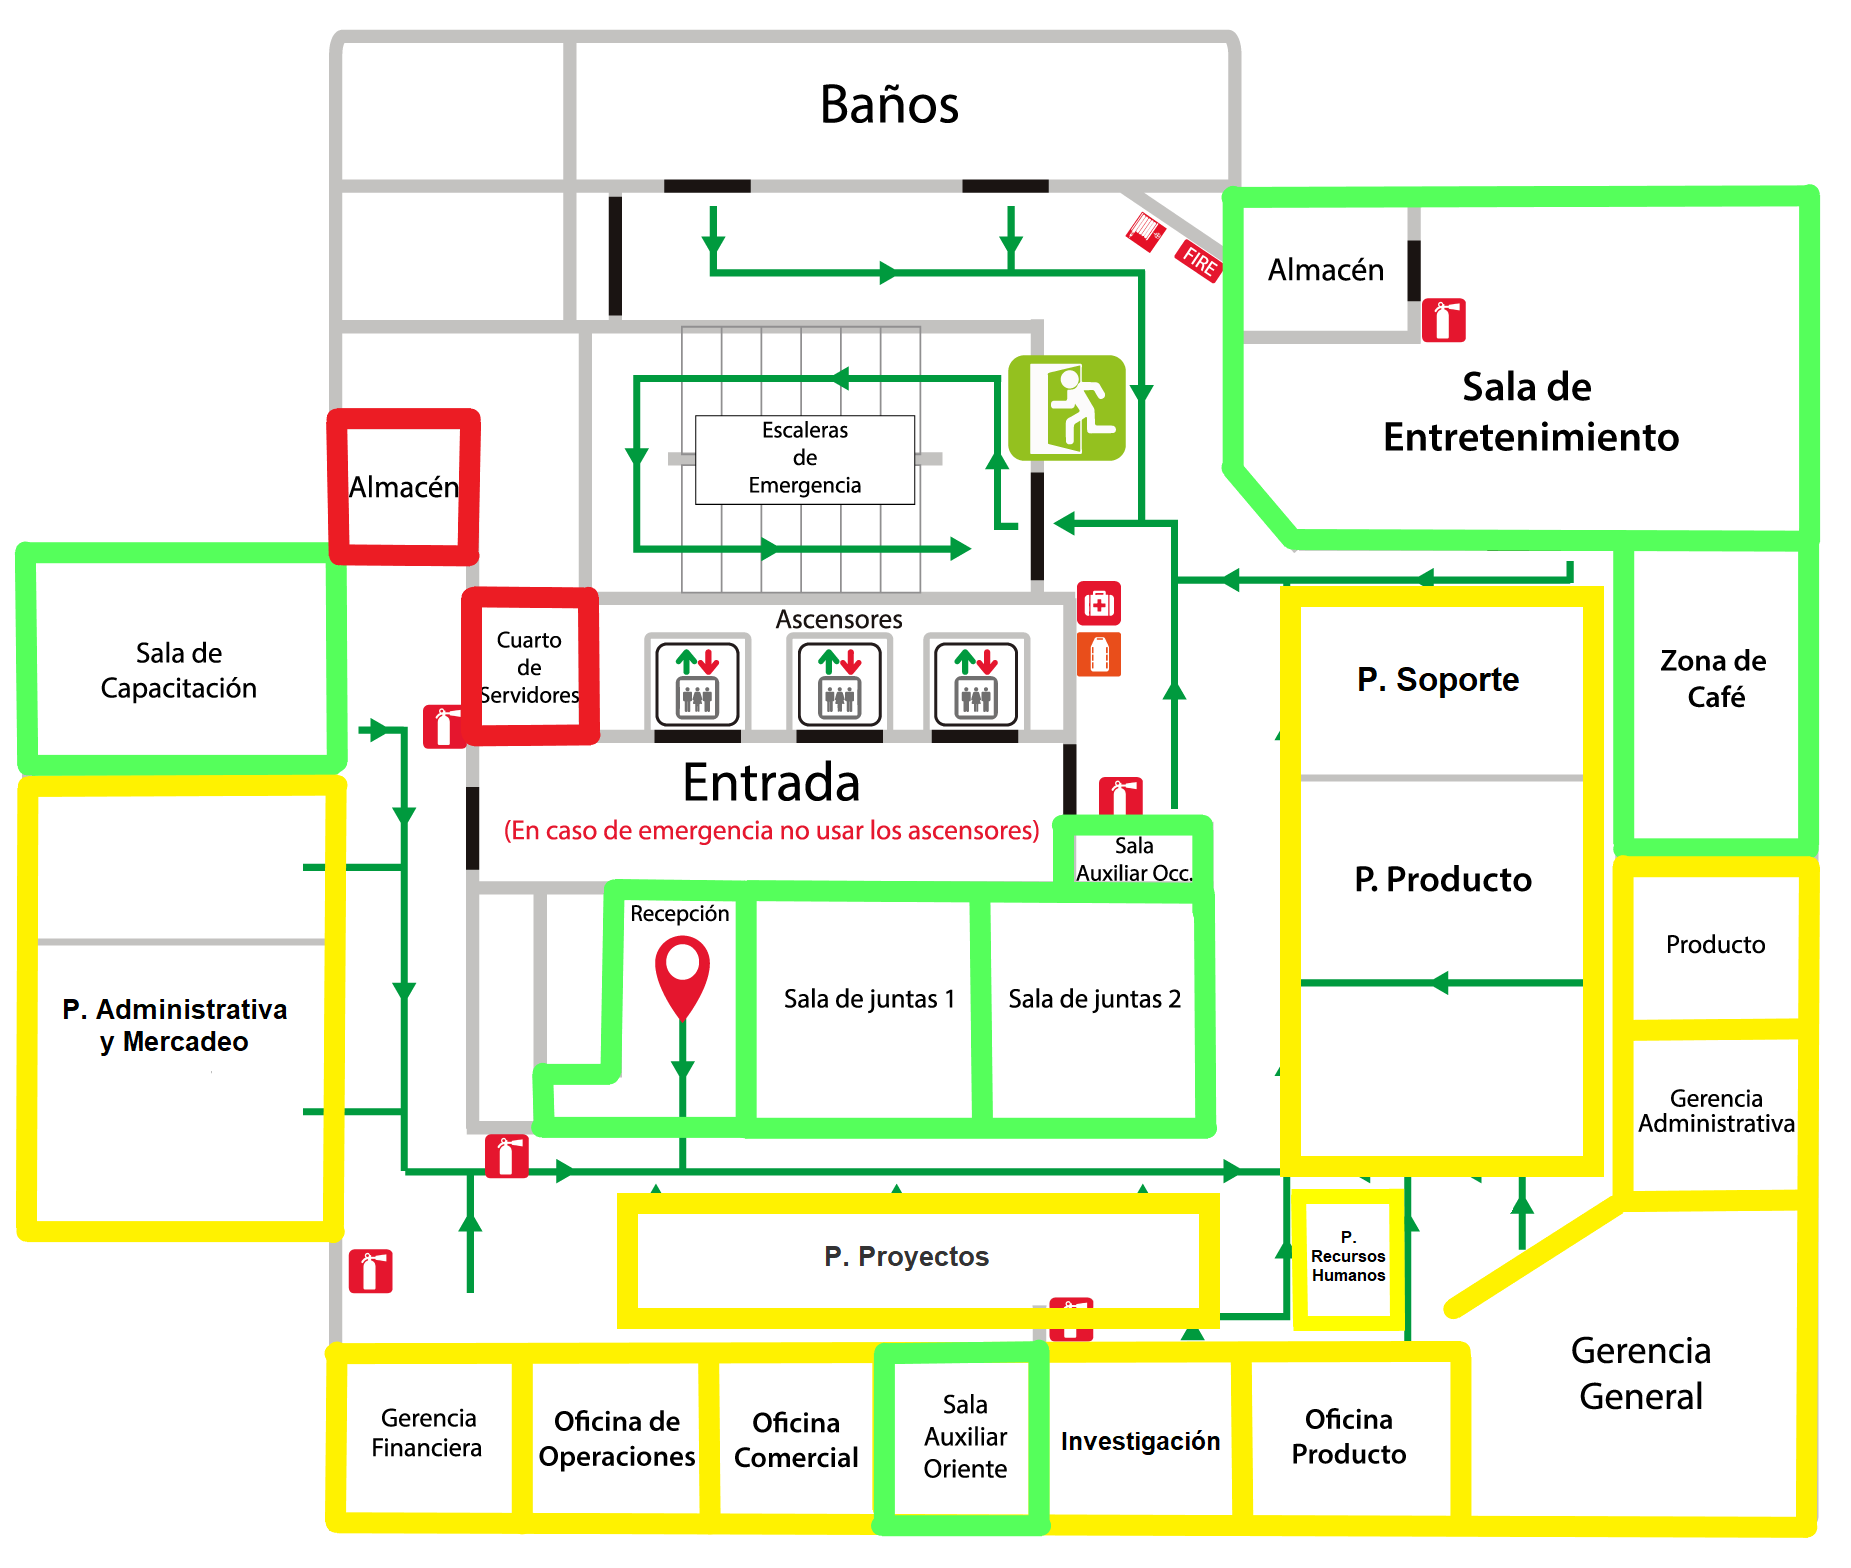 Baños
FIRE
Almacén
Sala de
Entretenimiento
Escaleras
de
Emergencia
Almacén
Sala de
Capacitación
Cuarto
de
Servidores
Ascensores
P. Soporte
Zona de
Café
Entrada
(En caso de emergencia no usar los ascensores)
Sala
Auxiliar Occ.
P. Producto
Recepción
Producto
P. Administrativa
y Mercadeo
Sala de juntas 1
Sala de juntas 2
Gerencia
Administrativa
P. Proyectos
P.
Recursos
Humanos
Gerencia
General
Gerencia
Financiera
Oficina de
Operaciones
Oficina
Comercial
Sala
Auxiliar
Oriente
Investigación
Oficina
Producto